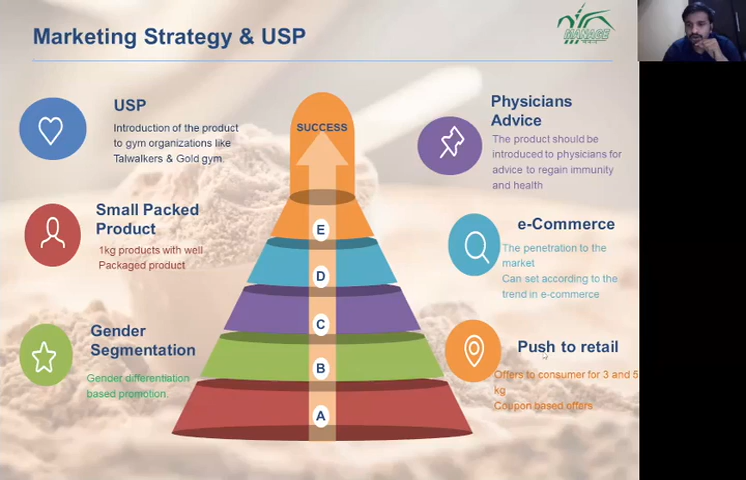 Marketing Strategy & USP
MANAGE
USP
Introduction of the product
to gym organizations like
Talwalkers & Gold gym.
Small Packed
Product
1kg products with well
Packaged product
Gender
Segmentation
Gender differentiation
based promotion.
SUCCESS
E
D
C
B
A
Physicians
Advice
The product should be
introduced to physicians for
advice to regain immunity
and health
e-Commerce
The penetration to the
market
Can set according to the
trend in e-commerce
Push to retail
Offers to consumer for 3 and 5
kg
Coupon based offers